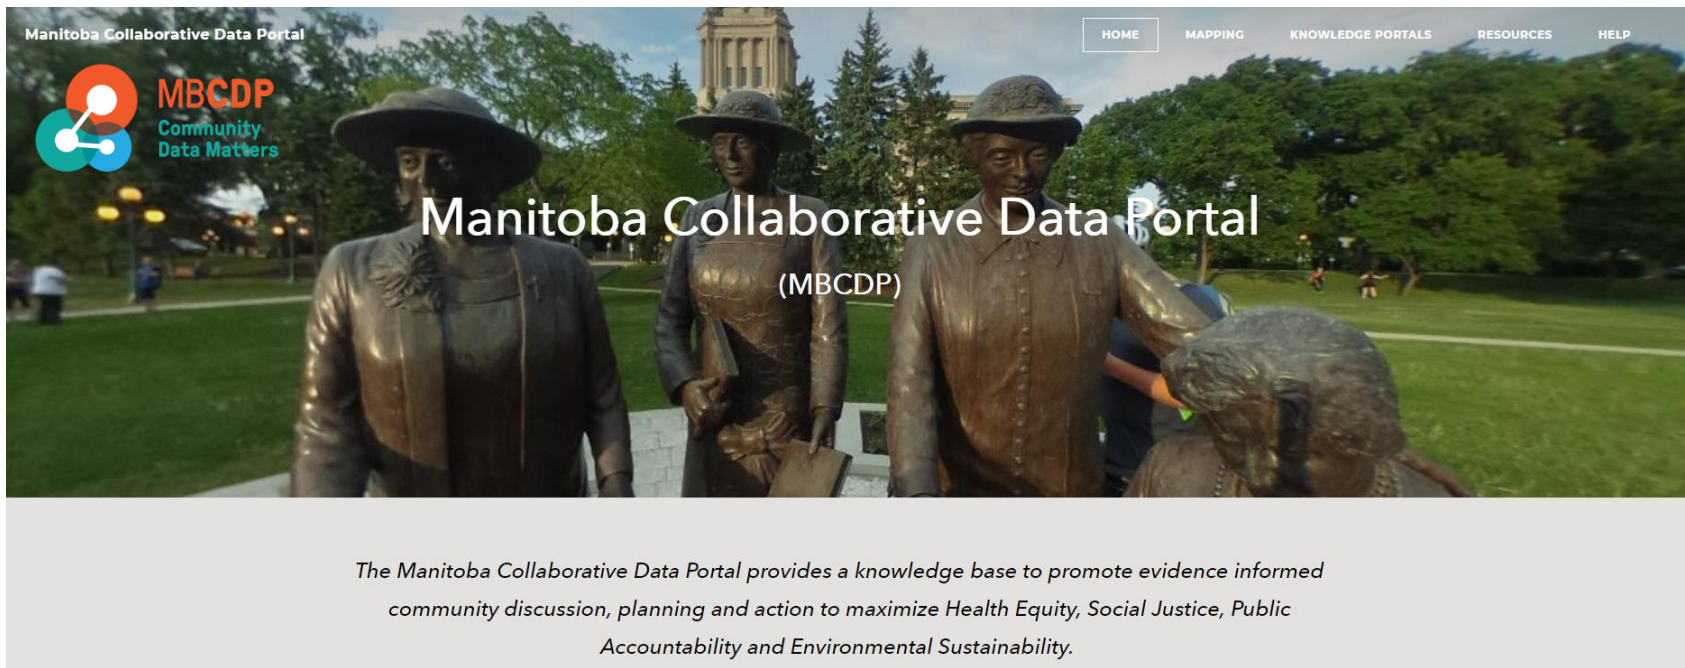 Manitoba Collaborative Data Portal
HOME
MAPPING
KNOWLEDGE PORTALS
RESOURCES
HELP
MBCDP
Community
Data Matters
Manitoba Collaborative Data Portal
(MBCDP)
The Manitoba Collaborative Data Portal provides a knowledge base to promote evidence informed
community discussion, planning and action to maximize Health Equity, Social Justice, Public
Accountability and Environmental Sustainability.